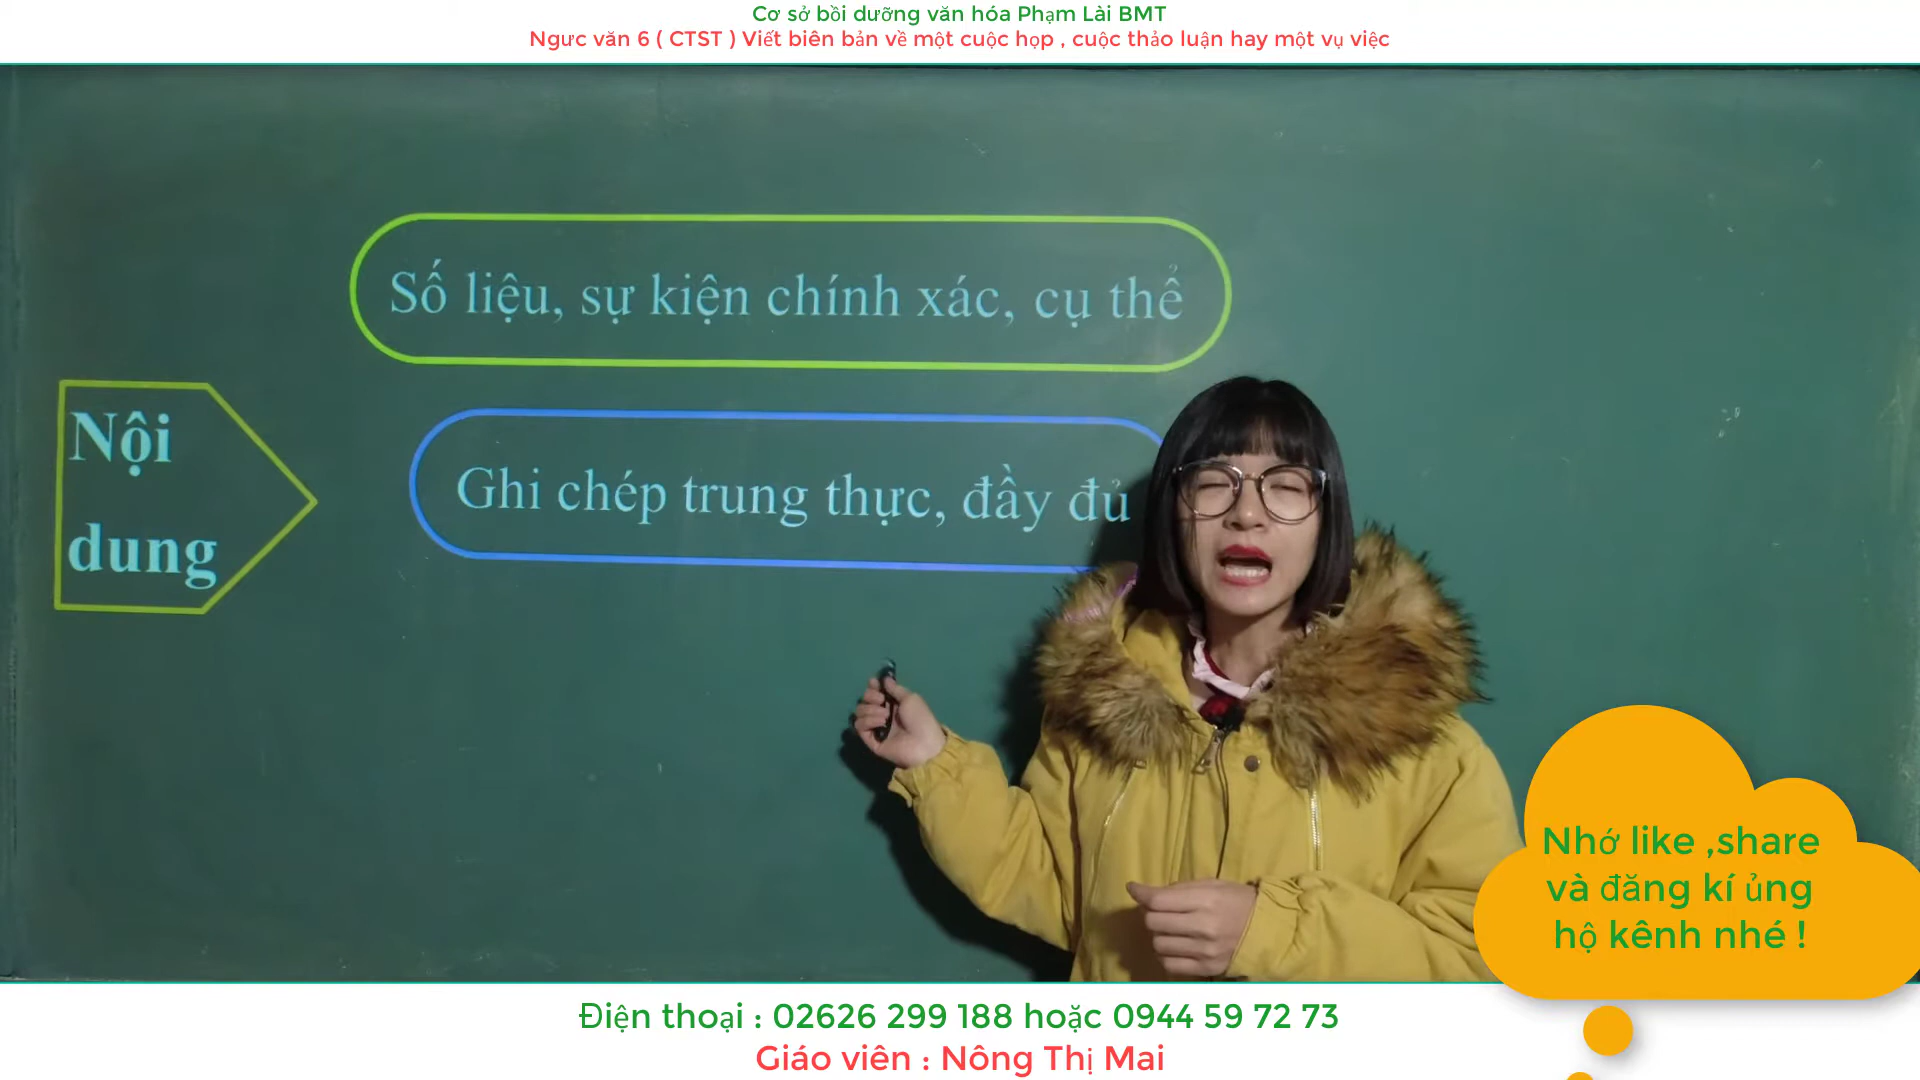 Cơ sở bồi dưỡng văn hóa Phạm Lài BMT
Ngưc văn 6 ( CTST ) Viết biên bản về một cuộc họp , cuộc thảo luận hay một vụ việc
Số liệu, sự kiện chính xác, cụ thể
Nội
dung
Ghi chép trung thực, đầy đủ
Nhớ like ,share
và đăng kí ủng
hộ kênh nhé !
Điện thoại : 02626 299 188 hoặc 0944 59 72 73
Giáo viên : Nông Thị Mai